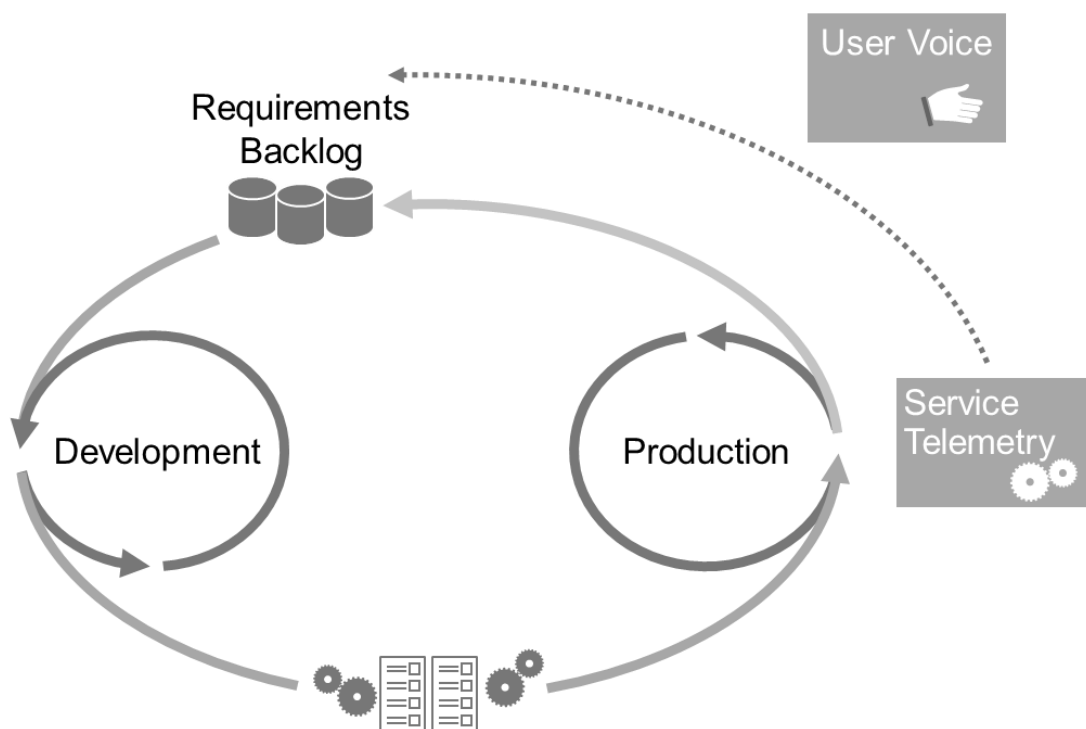 User Voice
Requirements
Backlog
Development
Production
Service
Telemetry